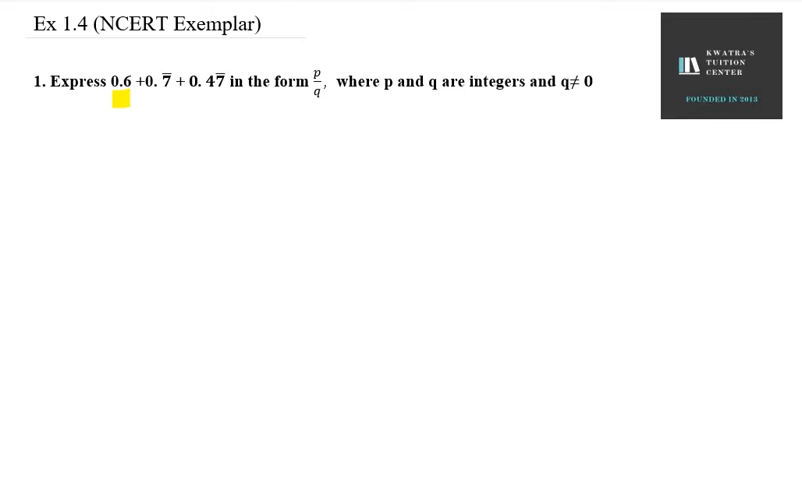 Ex 1.4 (NCERT Exemplar)
KWATRA'S
TUITION
CENTER
FOUNDED IN 2013
1. Express 0.6 +0. 7̅ + 0. 47̅ in the form p/q, where p and q are integers and q≠ 0